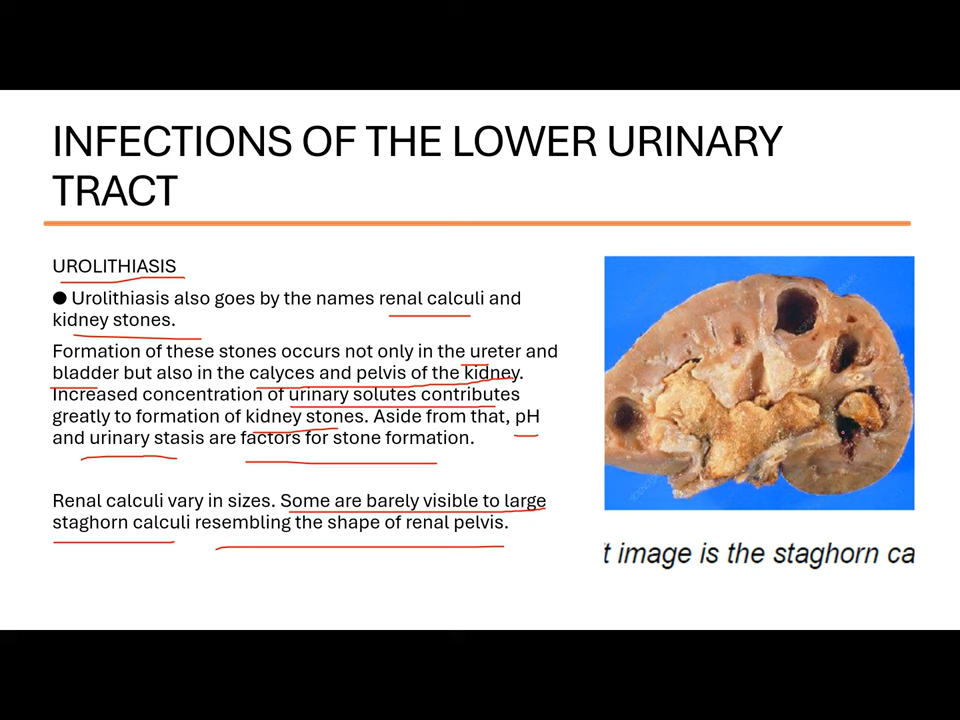 INFECTIONS OF THE LOWER URINARY
TRACT
UROLITHIASIS
● Urolithiasis also goes by the names renal calculi and
kidney stones.
Formation of these stones occurs not only in the ureter and
bladder but also in the calyces and pelvis of the kidney.
Increased concentration of urinary solutes contributes
greatly to formation of kidney stones. Aside from that, pH
and urinary stasis are factors for stone formation.
Renal calculi vary in sizes. Some are barely visible to large
staghorn calculi resembling the shape of renal pelvis.
t image is the staghorn ca